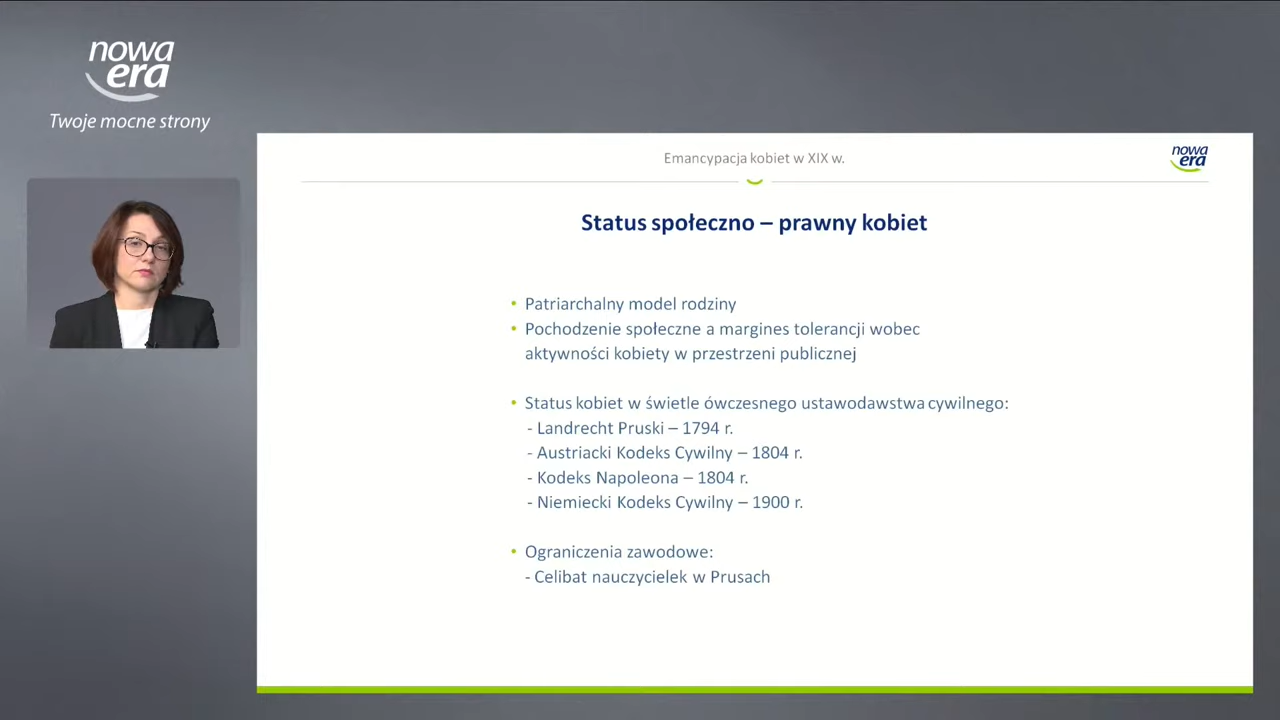 nowa
era
Twoje mocne strony
Emancypacja kobiet w XIX w.
nowa
era
Status społeczno – prawny kobiet
• Patriarchalny model rodziny
• Pochodzenie społeczne a margines tolerancji wobec
aktywności kobiety w przestrzeni publicznej
• Status kobiet w świetle ówczesnego ustawodawstwa cywilnego:
- Landrecht Pruski – 1794 r.
- Austriacki Kodeks Cywilny – 1804 r.
- Kodeks Napoleona – 1804 r.
- Niemiecki Kodeks Cywilny – 1900 r.
• Ograniczenia zawodowe:
- Celibat nauczycielek w Prusach